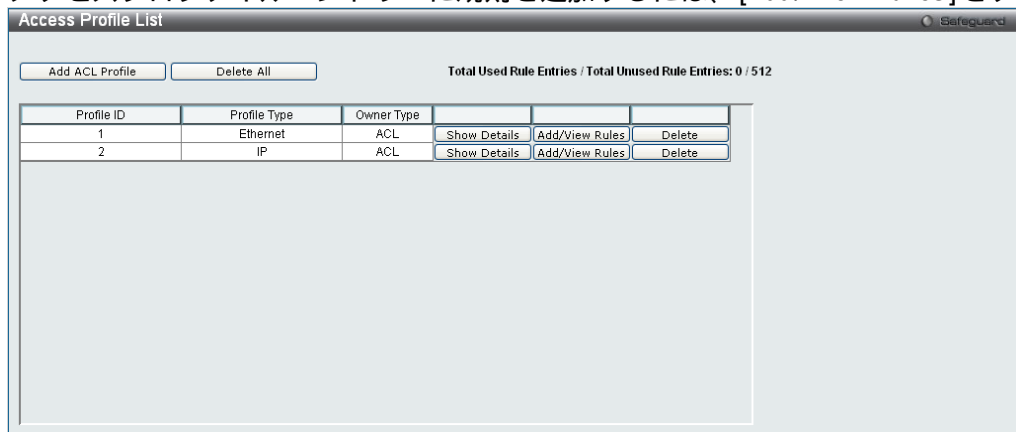 Access Profile List
Safeguard
Add ACL Profile Delete All Total Used Rule Entries / Total Unused Rule Entries: 0 / 512
Profile ID Profile Type Owner Type
1 Ethernet ACL Show Details Add/View Rules Delete
2 IP ACL Show Details Add/View Rules Delete